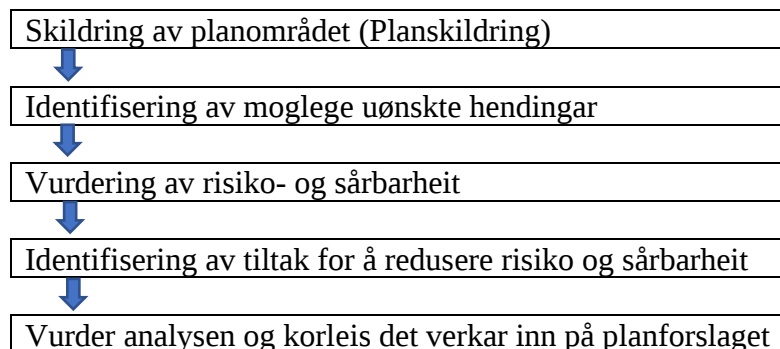 Skildring av planområdet (Planskildring)
Identifisering av moglege uønskte hendingar
Vurdering av risiko- og sårbarheit
Identifisering av tiltak for å redusere risiko og sårbarheit
Vurder analysen og korleis det verkar inn på planforslaget